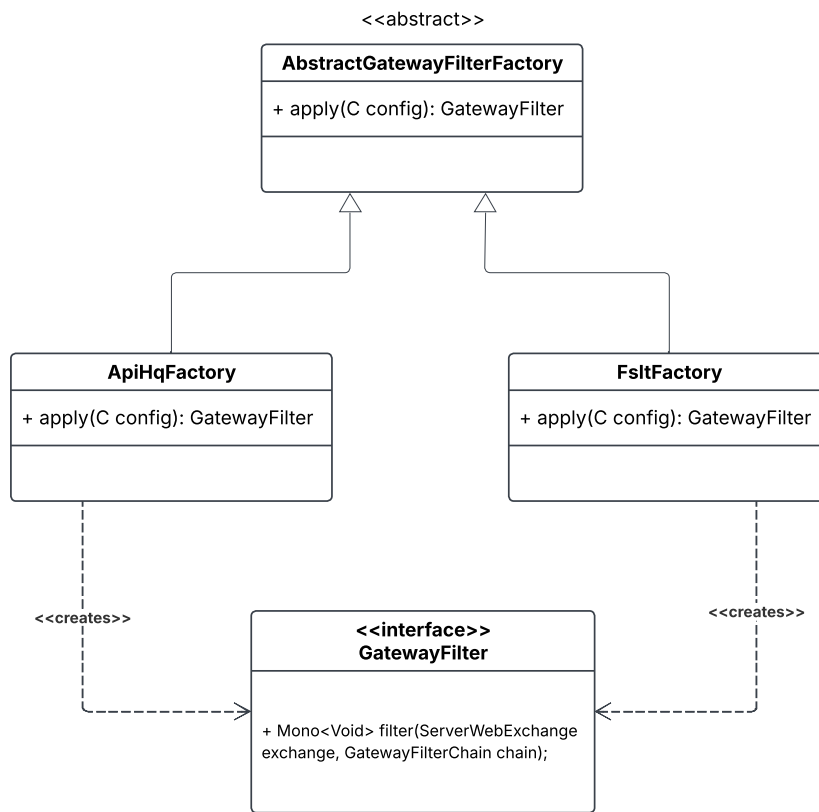 <<abstract>>
AbstractGatewayFilterFactory
+ apply(C config): GatewayFilter
ApiHqFactory
+ apply(C config): GatewayFilter
FsltFactory
+ apply(C config): GatewayFilter
<<creates>>
<<creates>>
<<interface>>
GatewayFilter
+ Mono<Void> filter(ServerWebExchange
exchange, GatewayFilterChain chain);